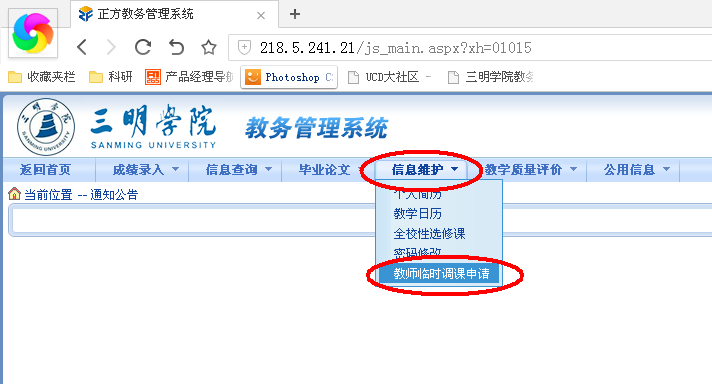 正方教务管理系统
218.5.241.21/js_main.aspx?xh=01015
收藏夹栏 科研 产品经理导航 Photoshop C UCD大社区 - 三明学院教务
三明学院 教务管理系统
SANMING UNIVERSITY
返回首页 成绩录入 信息查询 毕业论文 信息维护 教学质量评价 公用信息
当前位置 -- 通知公告
个人简历
教学日历
全校性选修课
密码修改
教师临时调课申请